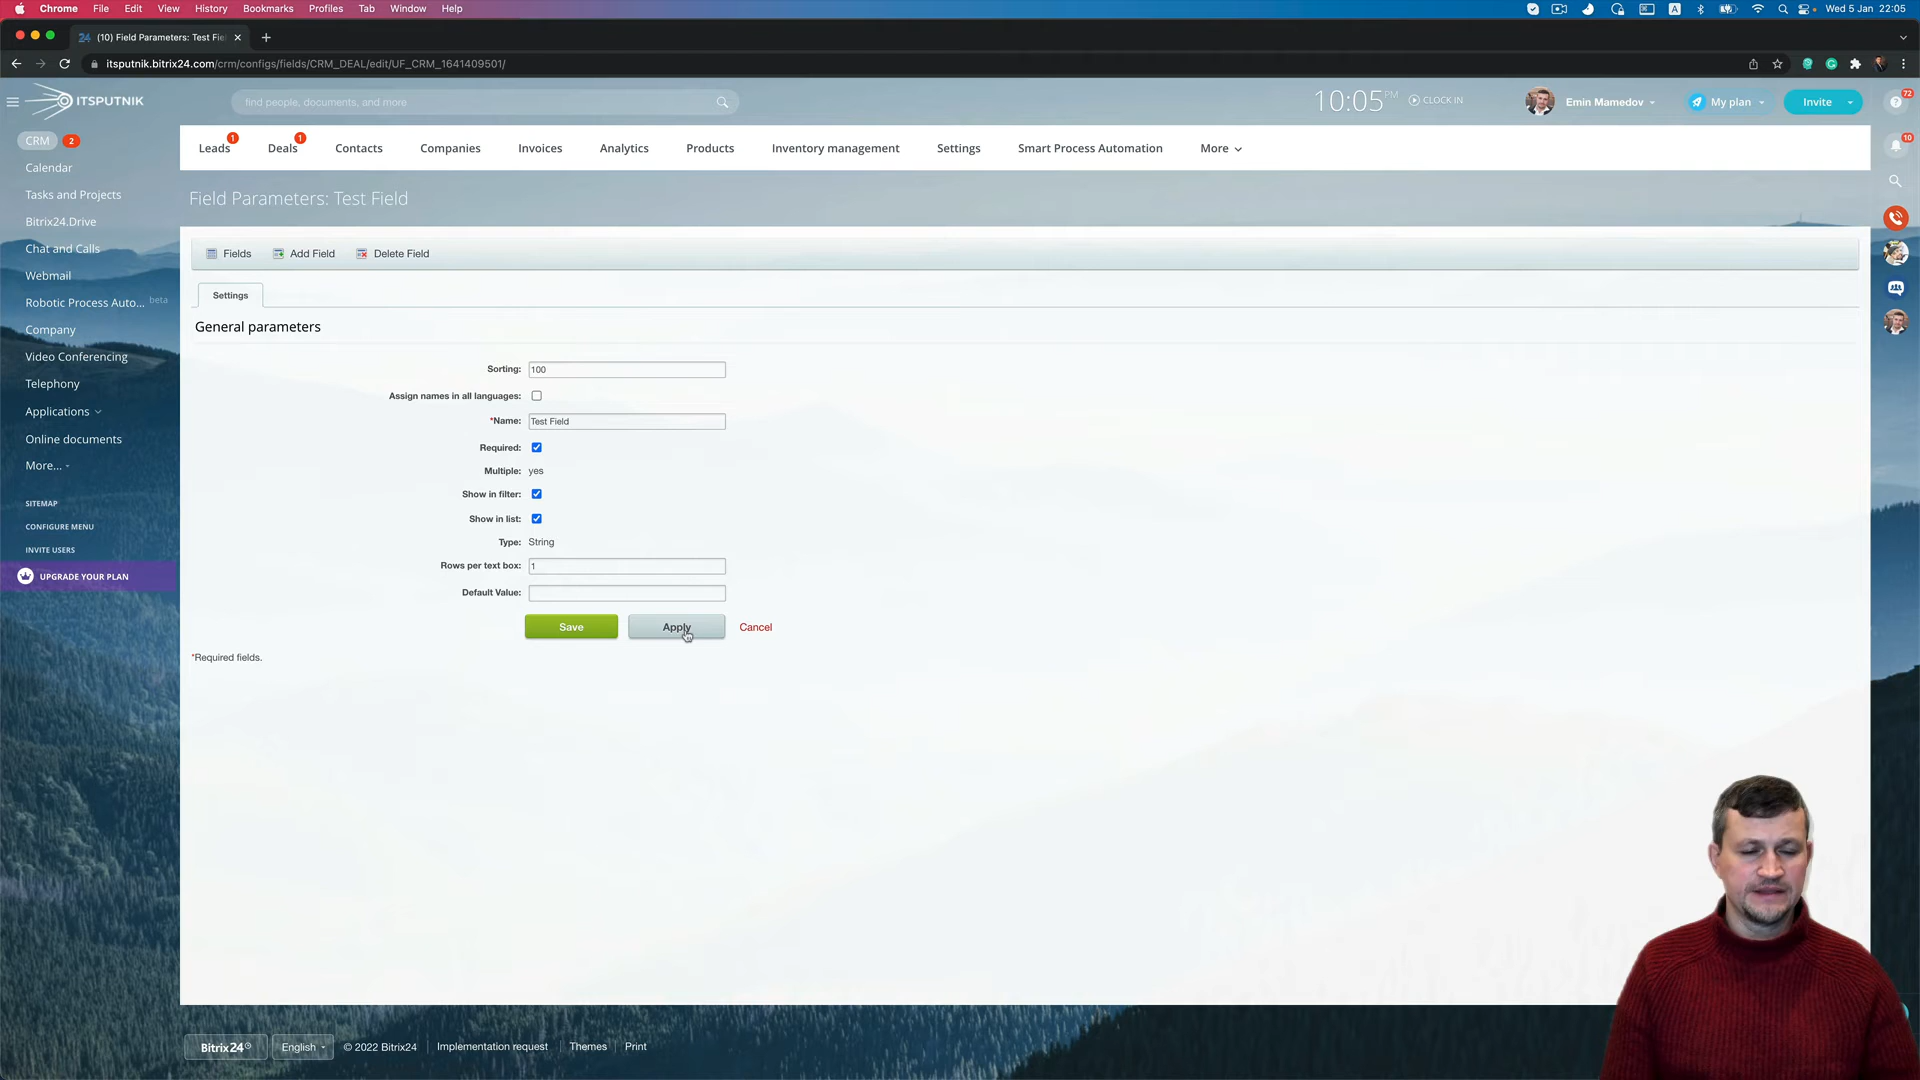 Chrome File Edit View History Bookmarks Profiles Tab Window Help
A Wed 5 Jan 22:05
24 (10) Field Parameters: Test Fie
itsputnik.bitrix24.com/crm/configs/fields/CRM_DEAL/edit/UF_CRM_1641409501/
ITSPUTNIK
find people, documents, and more
10:05 PM CLOCK IN
Emin Mamedov
My plan
Invite
72
CRM 2
Calendar
Tasks and Projects
Bitrix24.Drive
Chat and Calls
Webmail
Robotic Process Auto... beta
Company
Video Conferencing
Telephony
Applications
Online documents
More...
SITEMAP
CONFIGURE MENU
INVITE USERS
UPGRADE YOUR PLAN
Leads 1 Deals 1 Contacts Companies Invoices Analytics Products Inventory management Settings Smart Process Automation More
10
Field Parameters: Test Field
Fields Add Field Delete Field
Settings
General parameters
Sorting: 100
Assign names in all languages:
*Name: Test Field
Required:
Multiple: yes
Show in filter:
Show in list:
Type: String
Rows per text box: 1
Default Value:
Save Apply Cancel
*Required fields.
Bitrix24 English © 2022 Bitrix24 Implementation request Themes Print